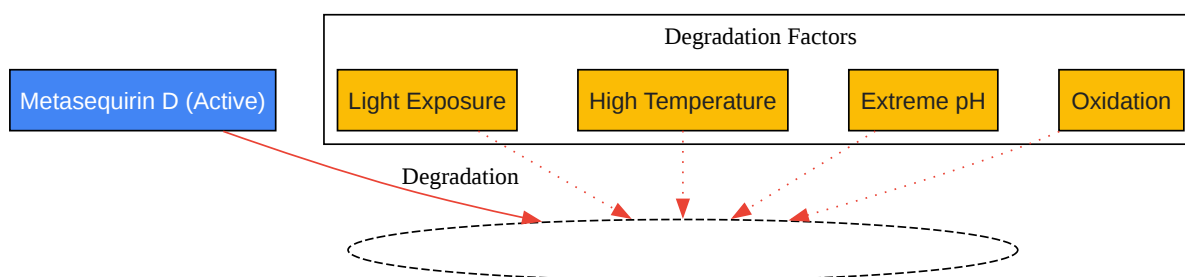 Degradation Factors
Metasequirin D (Active)
Light Exposure
High Temperature
Extreme pH
Oxidation
Degradation